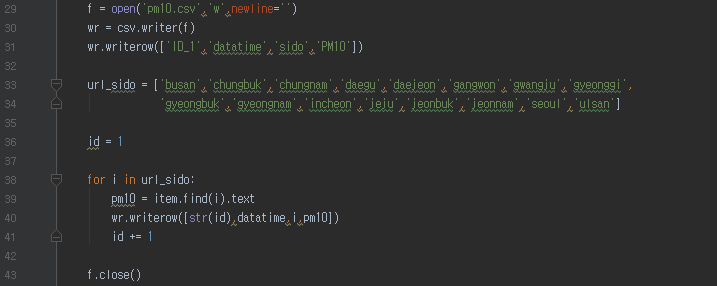 29 f = open('pm10.csv','w',newline='')
30 wr = csv.writer(f)
31 wr.writerow(['ID_1','datatime','sido','PM10'])
32
33 url_sido = ['busan','chungbuk','chungnam','daegu','daejeon','gangwon','gwangju','gyeonggi',
34 'gyeongbuk','gyeongnam','incheon','jeju','jeonbuk','jeonnam','seoul','ulsan']
35
36 id = 1
37
38 for i in url_sido:
39 pm10 = item.find(i).text
40 wr.writerow([str(id),datatime,i,pm10])
41 id += 1
42
43 f.close()